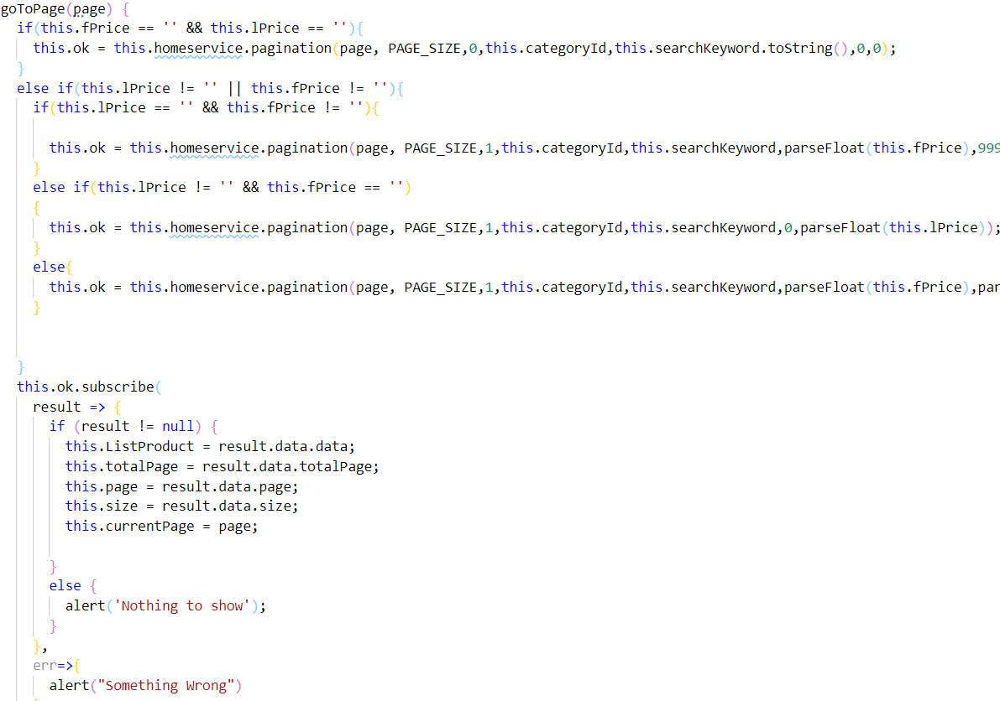 goToPage(page) {
if(this.fPrice == '' && this.lPrice == ''){
this.ok = this.homeservice.pagination(page, PAGE_SIZE,0,this.categoryId,this.searchKeyword.toString(),0,0);
}
else if(this.lPrice != '' || this.fPrice != ''){
if(this.lPrice == '' && this.fPrice != ''){
this.ok = this.homeservice.pagination(page, PAGE_SIZE,1,this.categoryId,this.searchKeyword,parseFloat(this.fPrice),999
}
else if(this.lPrice != '' && this.fPrice == '')
{
this.ok = this.homeservice.pagination(page, PAGE_SIZE,1,this.categoryId,this.searchKeyword,0,parseFloat(this.lPrice));
}
else{
this.ok = this.homeservice.pagination(page, PAGE_SIZE,1,this.categoryId,this.searchKeyword,parseFloat(this.fPrice),par
}
}
this.ok.subscribe(
result => {
if (result != null) {
this.ListProduct = result.data.data;
this.totalPage = result.data.totalPage;
this.page = result.data.page;
this.size = result.data.size;
this.currentPage = page;
}
else {
alert('Nothing to show');
}
},
err=>{
alert("Something Wrong")